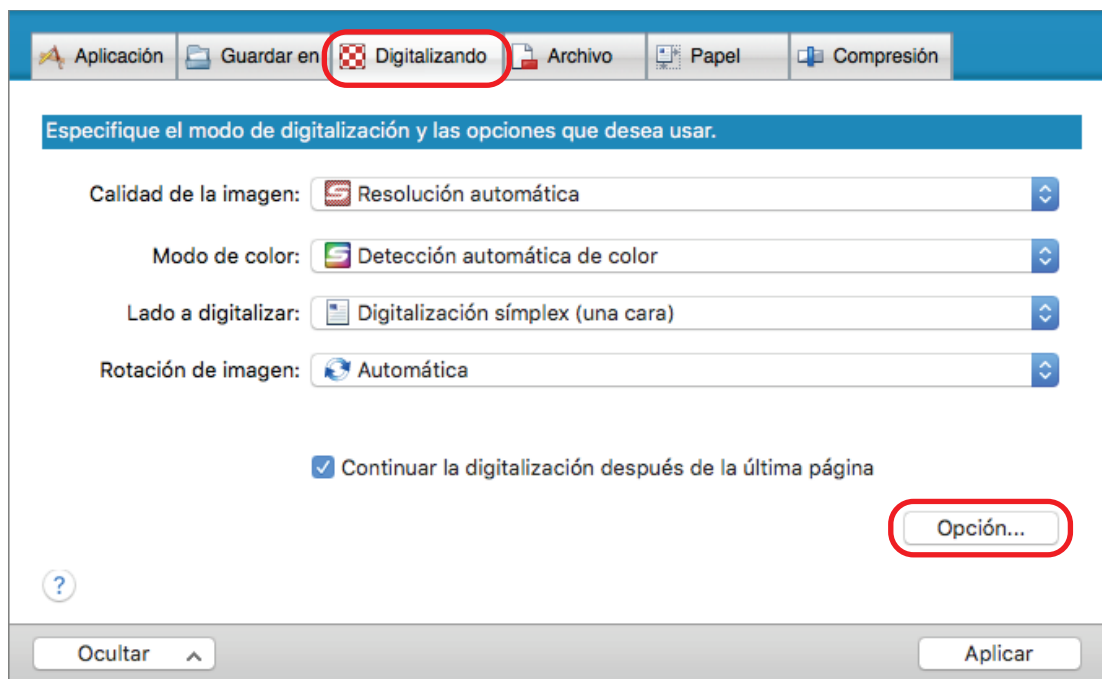 Aplicación Guardar en Digitalizando Archivo Papel Compresión
Especifique el modo de digitalización y las opciones que desea usar.
Calidad de la imagen: Resolución automática
Modo de color: Detección automática de color
Lado a digitalizar: Digitalización símplex (una cara)
Rotación de imagen: Automática
Continuar la digitalización después de la última página
Opción...
?
Ocultar Aplicar